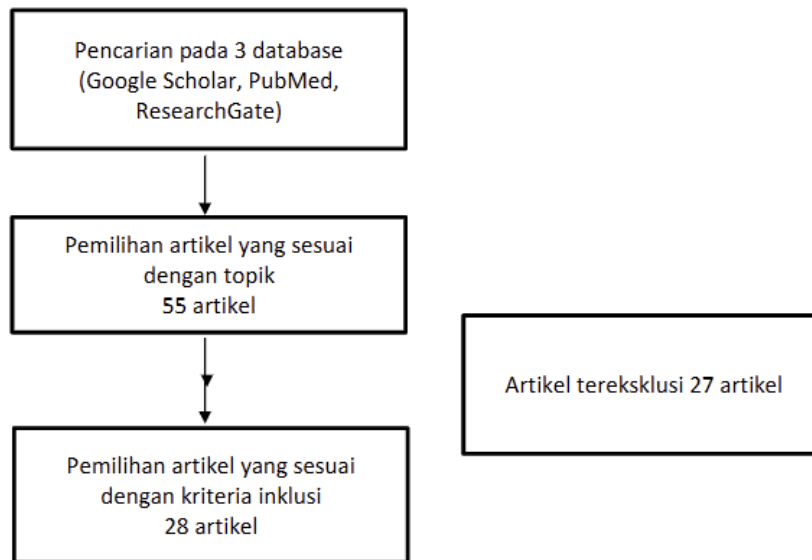 Pencarian pada 3 database
(Google Scholar, PubMed,
ResearchGate)
Pemilihan artikel yang sesuai
dengan topik
55 artikel
Artikel tereksklusi 27 artikel
Pemilihan artikel yang sesuai
dengan kriteria inklusi
28 artikel